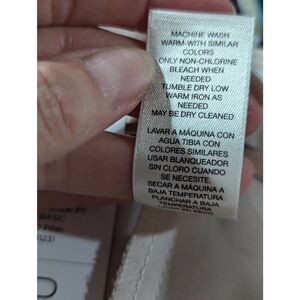 MACHINE WASH
WARM-WITH SIMILAR
COLORS
ONLY NON-CHLORINE
BLEACH WHEN
NEEDED
TUMBLE DRY LOW
WARM IRON AS
NEEDED
MAY BE DRY CLEANED
LAVAR A MÁQUINA CON
AGUA TIBIA CON
COLORES SIMILARES
USAR BLANQUEADOR
SIN CLORO CUANDO
SE NECESITE.
SECAR A MÁQUINA A
BAJA TEMPERATURA
PLANCHAR A BAJA
TEMPERATURA
BASIC
PINK